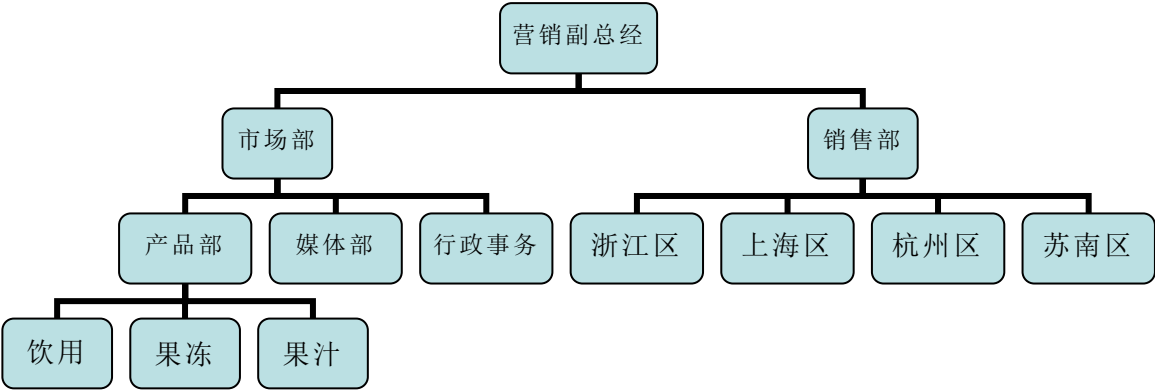 营销副总经
市场部
销售部
产品部
媒体部
行政事务
浙江区
上海区
杭州区
苏南区
饮用
果冻
果汁